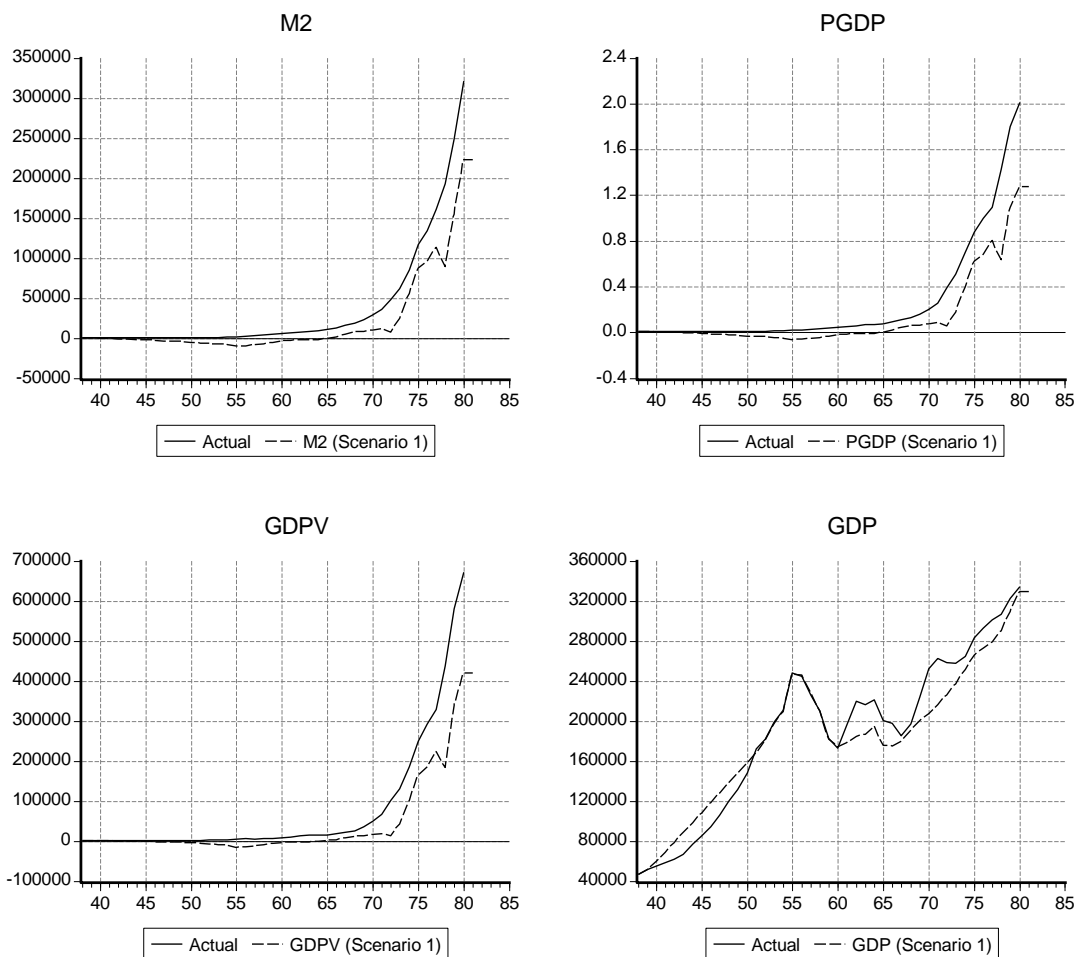 M2
350000
300000
250000
200000
150000
100000
50000
0
-50000
40 45 50 55 60 65 70 75 80 85
Actual M2 (Scenario 1)
PGDP
2.4
2.0
1.6
1.2
0.8
0.4
0.0
-0.4
40 45 50 55 60 65 70 75 80 85
Actual PGDP (Scenario 1)
GDPV
700000
600000
500000
400000
300000
200000
100000
0
-100000
40 45 50 55 60 65 70 75 80 85
Actual GDPV (Scenario 1)
GDP
360000
320000
280000
240000
200000
160000
120000
80000
40000
40 45 50 55 60 65 70 75 80 85
Actual GDP (Scenario 1)